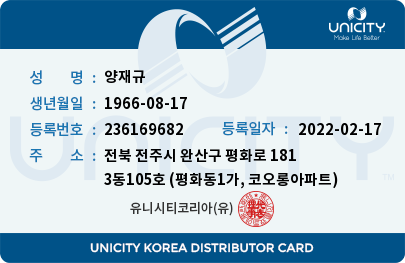 UNICITY
Make Life Better
성 명 : 양재규
생년월일 : 1966-08-17
등록번호 : 236169682 등록일자 : 2022-02-17
주 소 : 전북 전주시 완산구 평화로 181
3동105호 (평화동1가, 코오롱아파트)
유니시티코리아(유)
UNICITY
UNICITY KOREA DISTRIBUTOR CARD